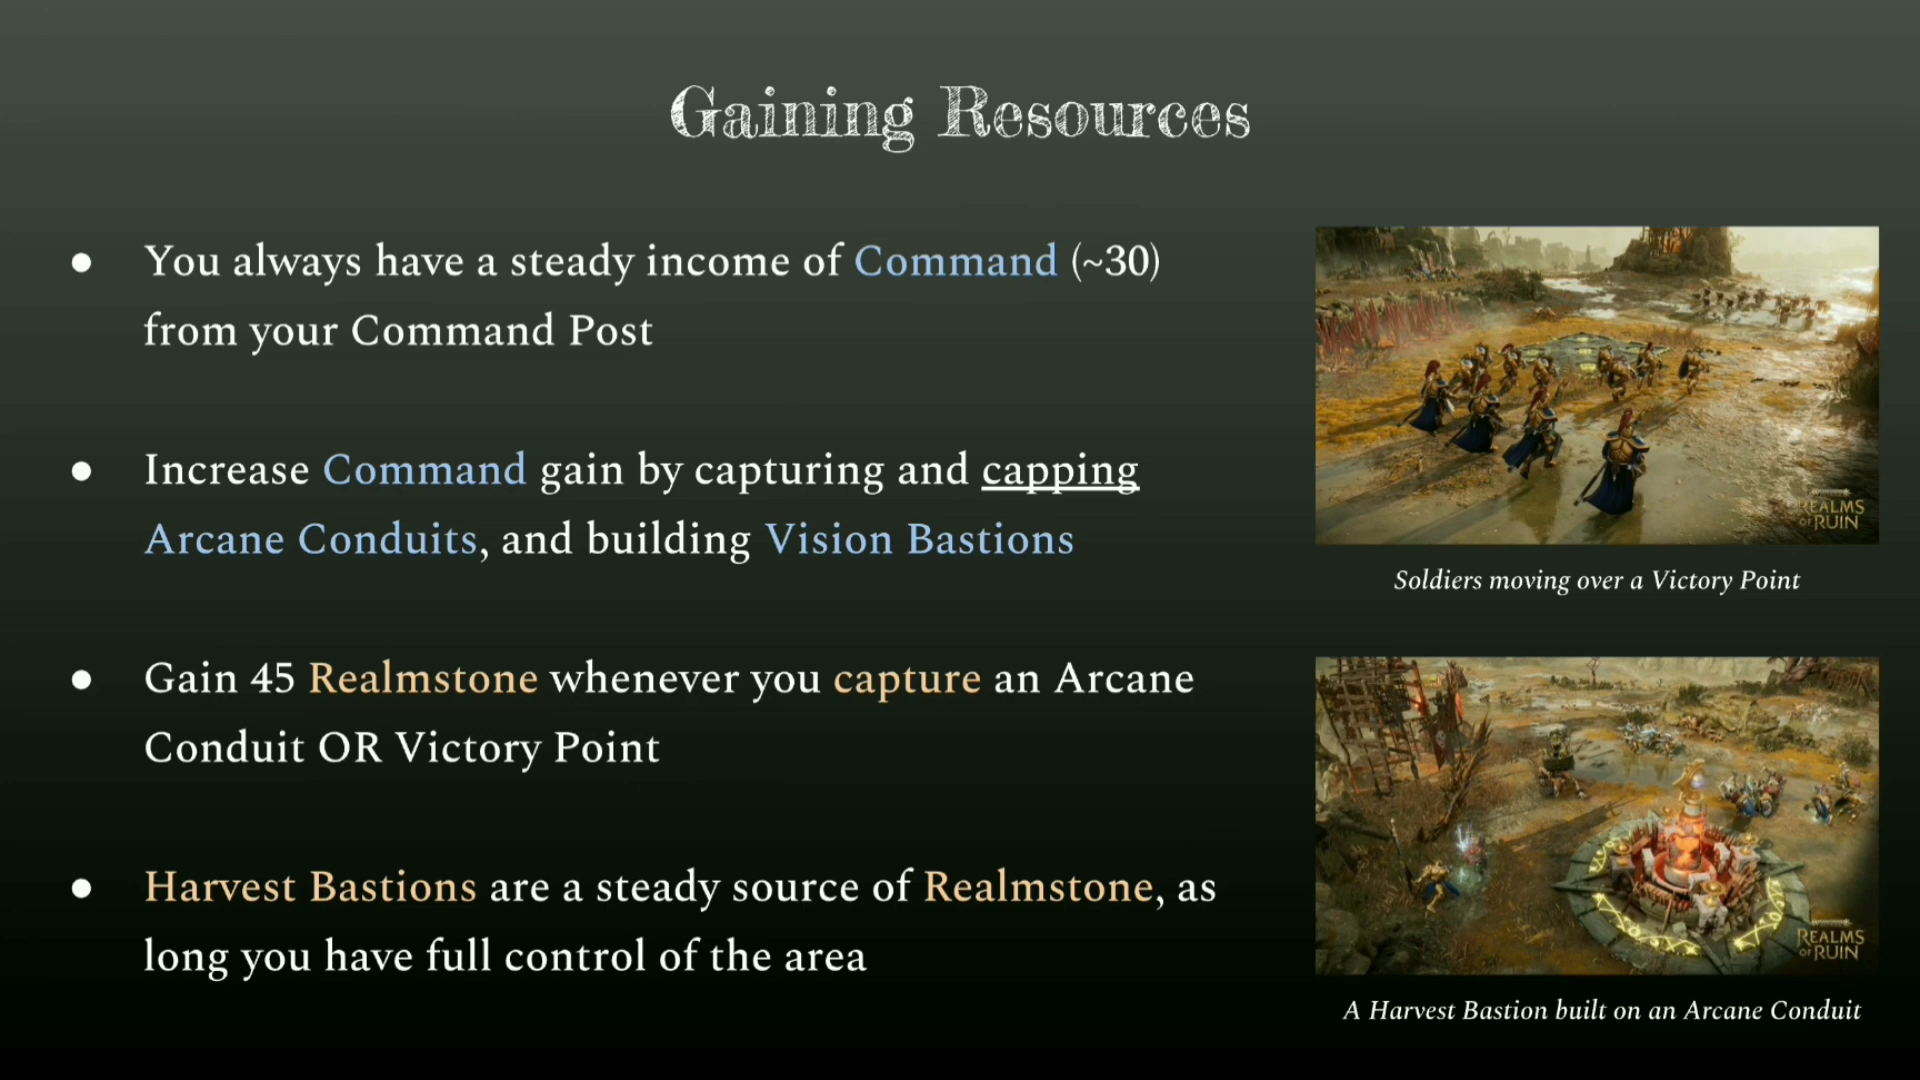 Gaining Resources
● You always have a steady income of Command (~30)
from your Command Post
● Increase Command gain by capturing and capping
Arcane Conduits, and building Vision Bastions
● Gain 45 Realmstone whenever you capture an Arcane
Conduit OR Victory Point
● Harvest Bastions are a steady source of Realmstone, as
long you have full control of the area
REALMS
OF RUIN
Soldiers moving over a Victory Point
REALMS
OF RUIN
A Harvest Bastion built on an Arcane Conduit